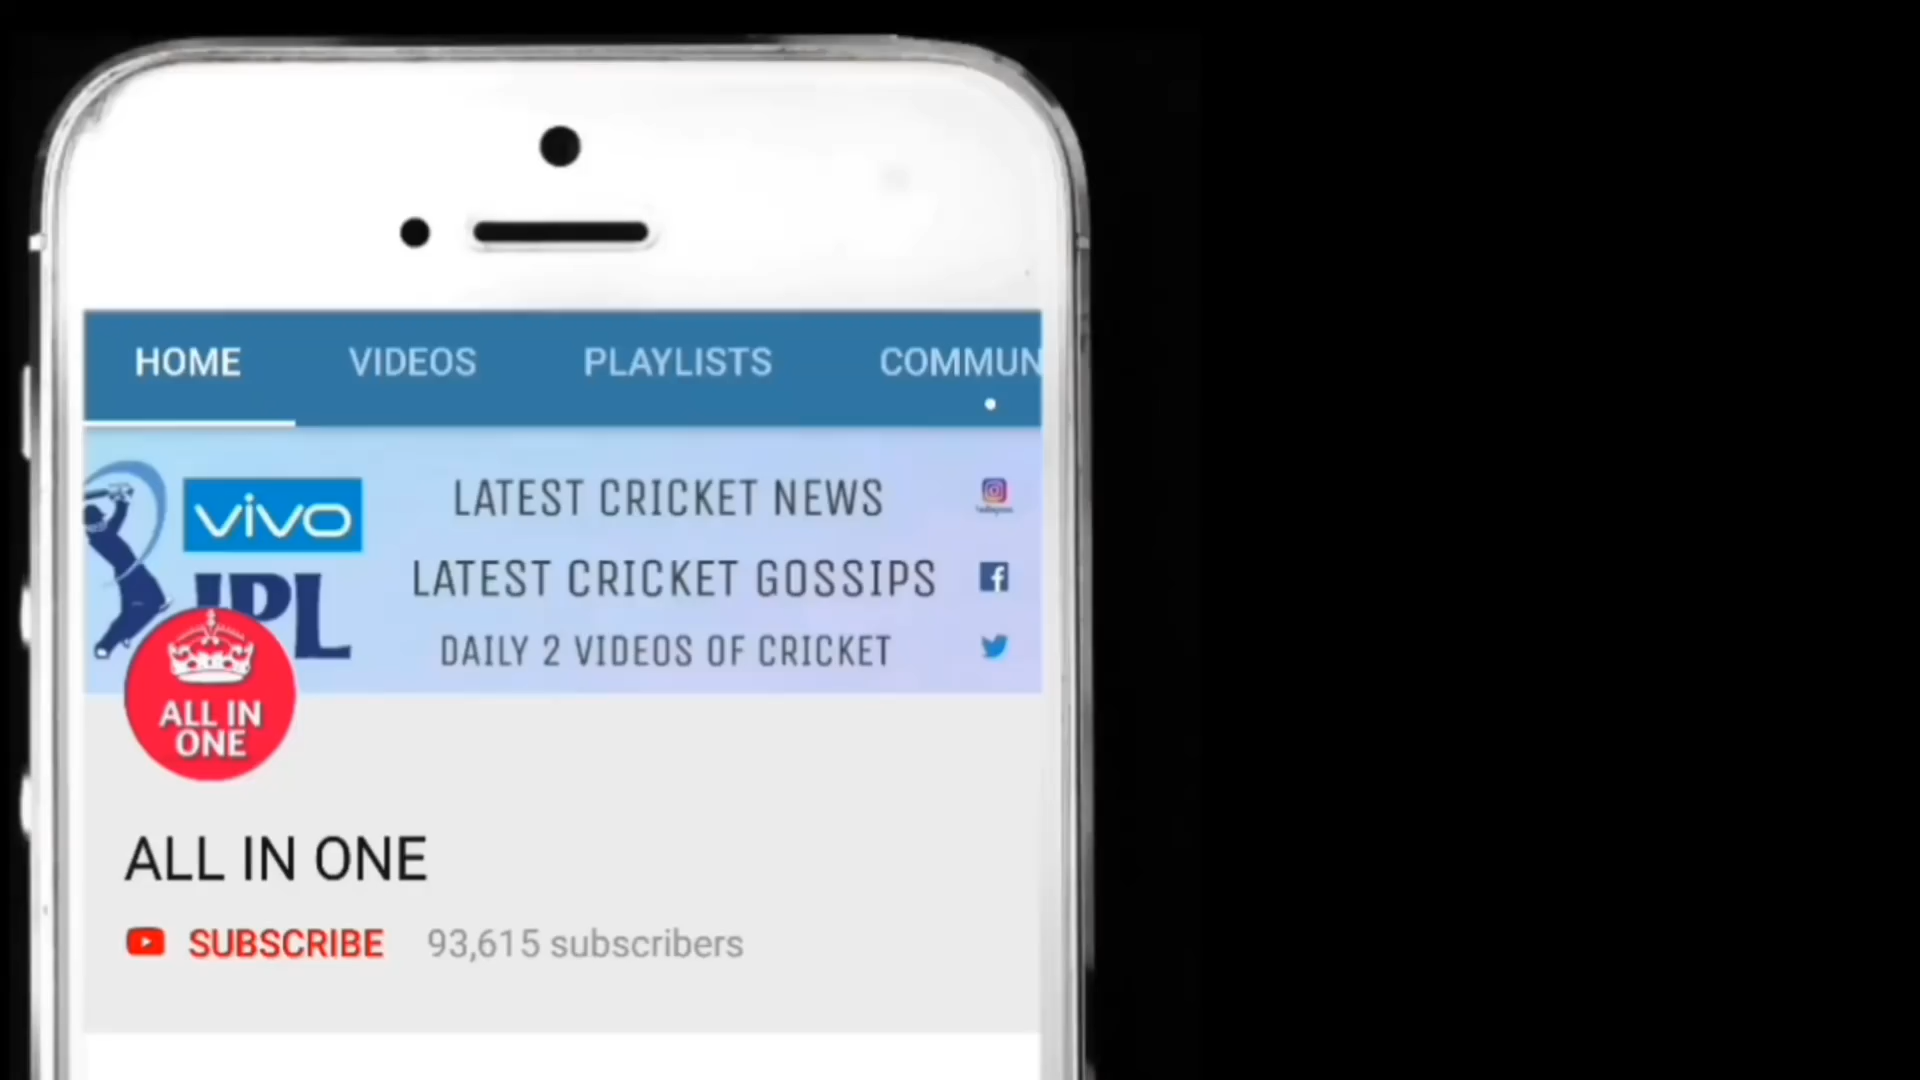 HOME VIDEOS PLAYLISTS COMMUN
vivo
IPL
LATEST CRICKET NEWS
LATEST CRICKET GOSSIPS
DAILY 2 VIDEOS OF CRICKET
ALL IN
ONE
ALL IN ONE
SUBSCRIBE 93,615 subscribers